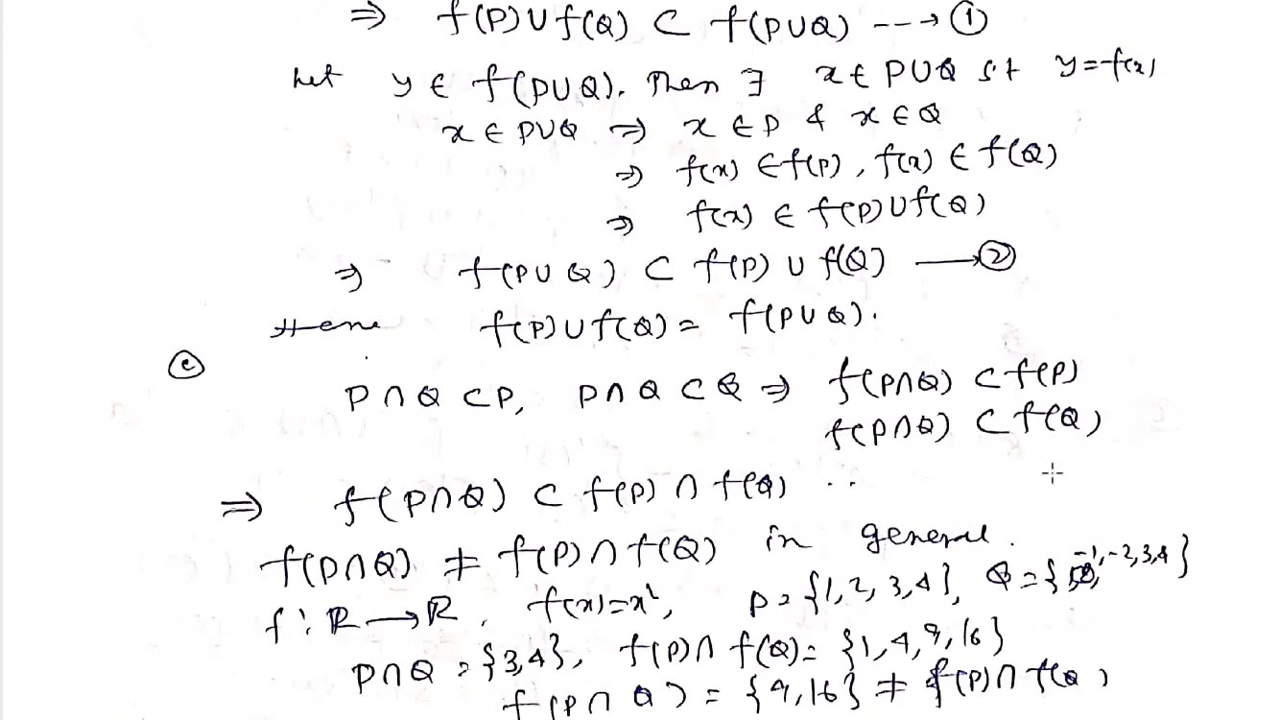 ⇒ f(P)∪f(Q) ⊂ f(P∪Q) ---→ ①
Let y ∈ f(P∪Q). Then ∃ x ∈ P∪Q s.t y=f(x)
x ∈ P∪Q ⇒ x ∈ P & x ∈ Q
⇒ f(x) ∈ f(P), f(x) ∈ f(Q)
⇒ f(x) ∈ f(P)∪f(Q)
⇒ f(P∪Q) ⊂ f(P) ∪ f(Q) —→ ②
Hence f(P)∪f(Q) = f(P∪Q).
ⓒ
P∩Q ⊂ P, P∩Q ⊂ Q ⇒ f(P∩Q) ⊂ f(P)
f(P∩Q) ⊂ f(Q)
⇒ f(P∩Q) ⊂ f(P) ∩ f(Q) ..
f(P∩Q) ≠ f(P)∩f(Q) in general.
f : ℝ → ℝ, f(x)=x², P = {1,2,3,4}, Q = {-1,-2,3,4}
P∩Q = {3,4}, f(P)∩f(Q) = {1,4,9,16}
f(P∩Q) = {9,16} ≠ f(P)∩f(Q)